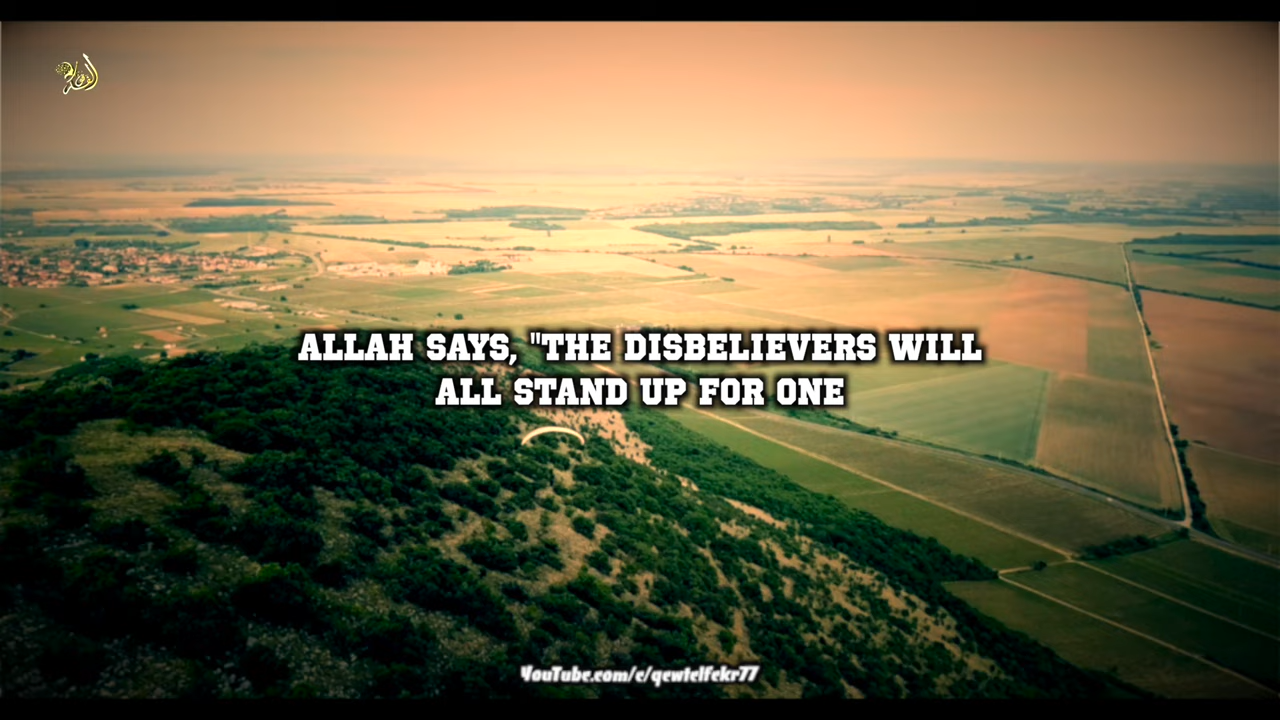 ALLAH SAYS, "THE DISBELIEVERS WILL
ALL STAND UP FOR ONE
YouTube.com/c/qewtelfekr77